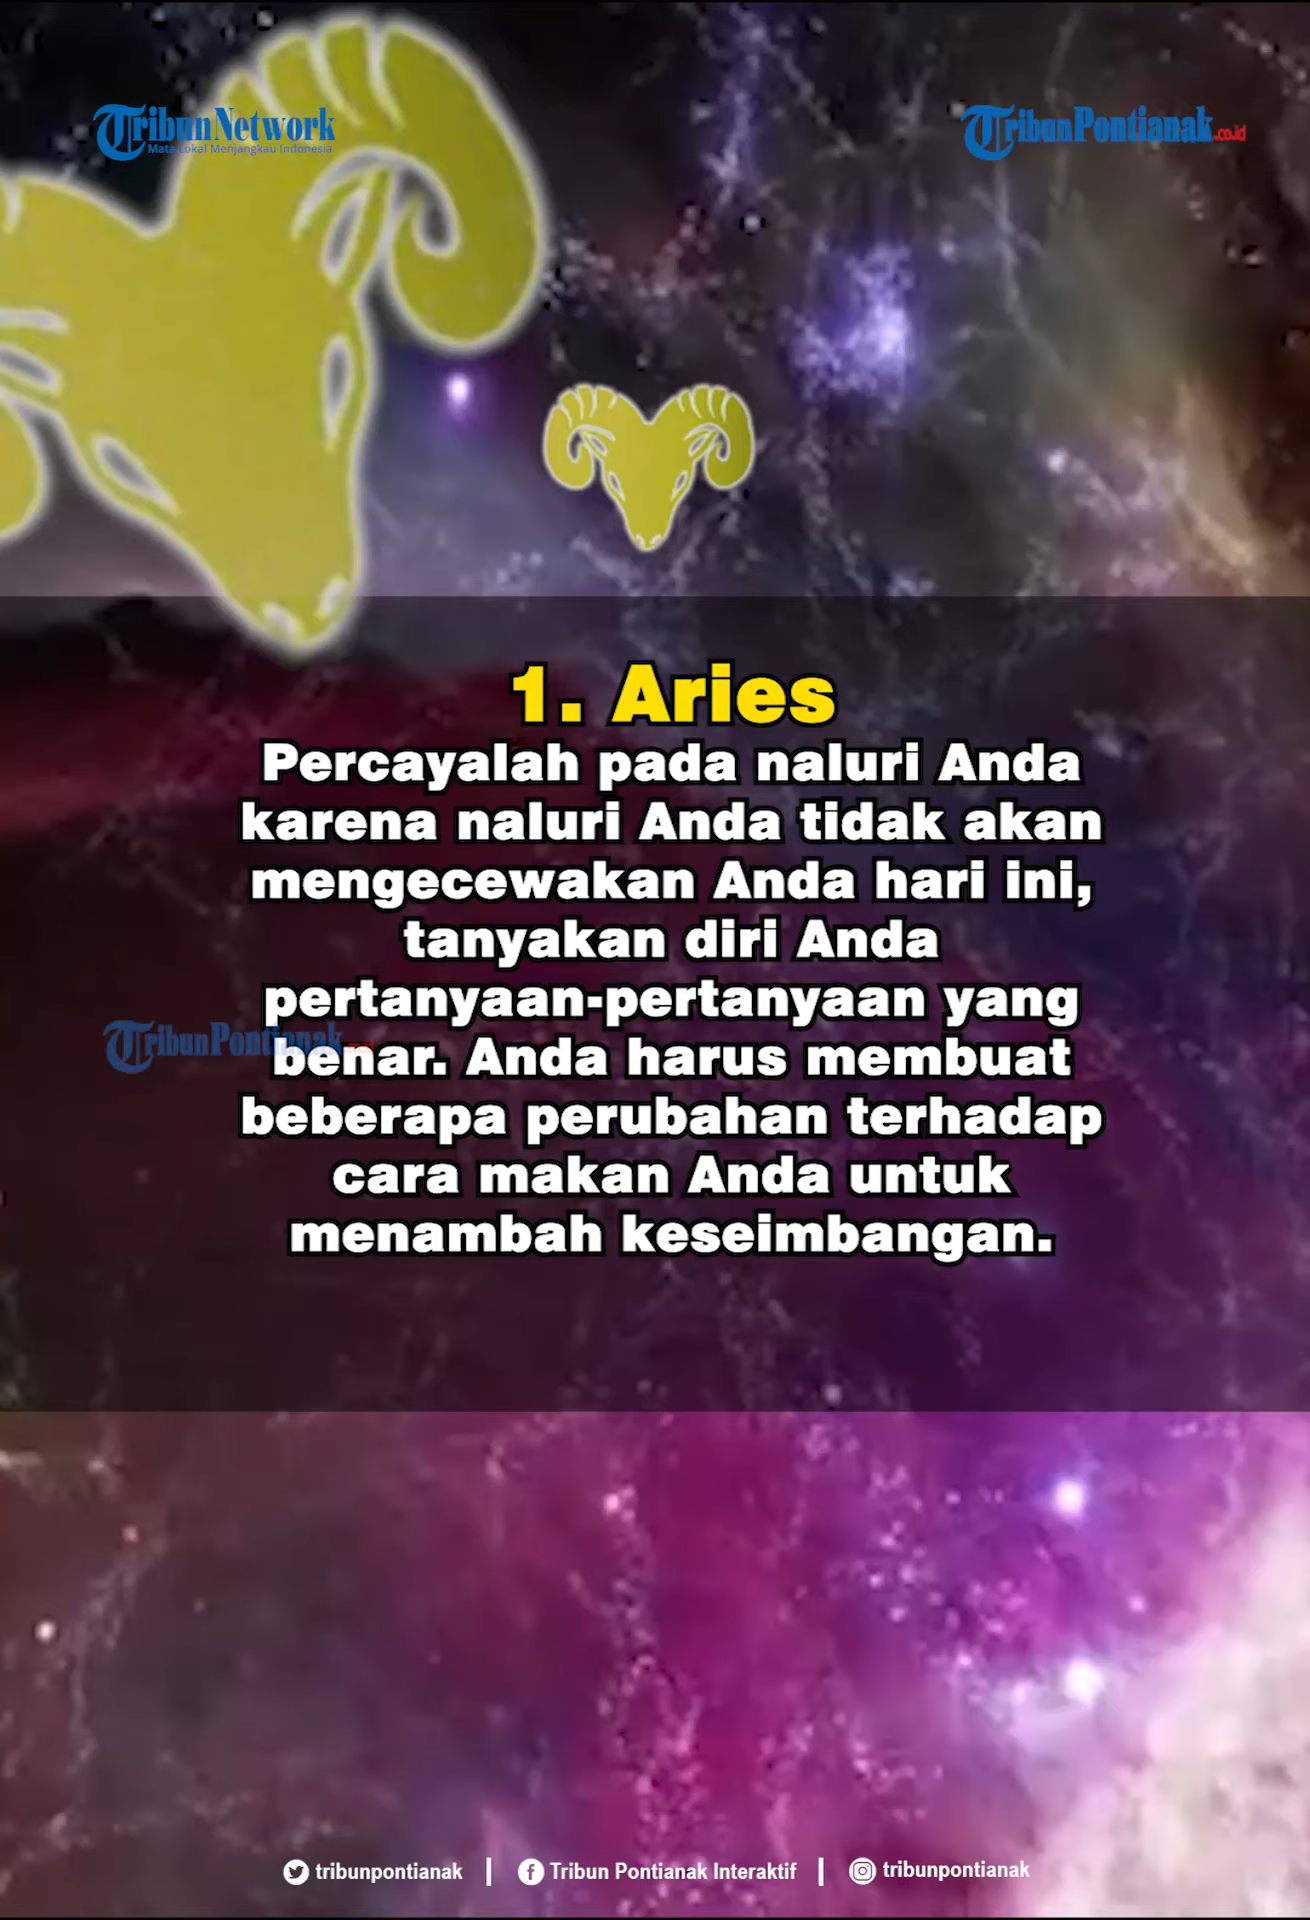 TribunNetwork
Mata Lokal Menjangkau Indonesia
TribunPontianak.co.id
1. Aries
Percayalah pada naluri Anda
karena naluri Anda tidak akan
mengecewakan Anda hari ini,
tanyakan diri Anda
pertanyaan-pertanyaan yang
TribunPontianak
benar. Anda harus membuat
beberapa perubahan terhadap
cara makan Anda untuk
menambah keseimbangan.
tribunpontianak | Tribun Pontianak Interaktif | tribunpontianak